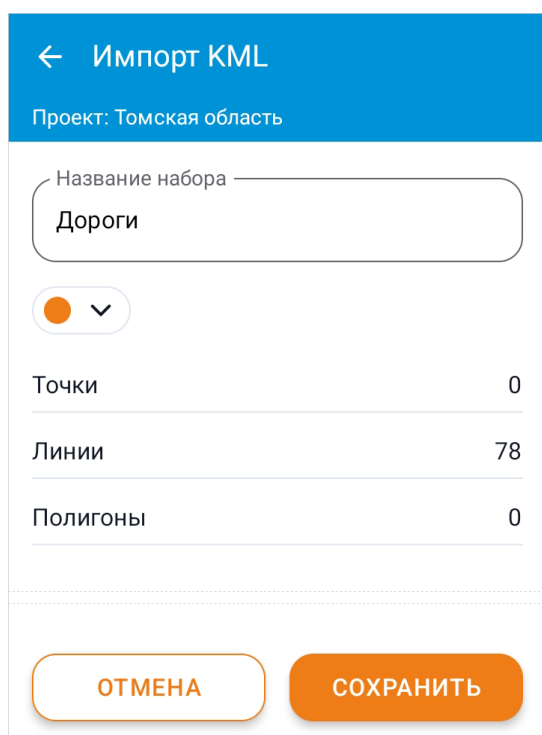 Импорт KML
Проект: Томская область
Название набора
Дороги
Точки 0
Линии 78
Полигоны 0
ОТМЕНА СОХРАНИТЬ